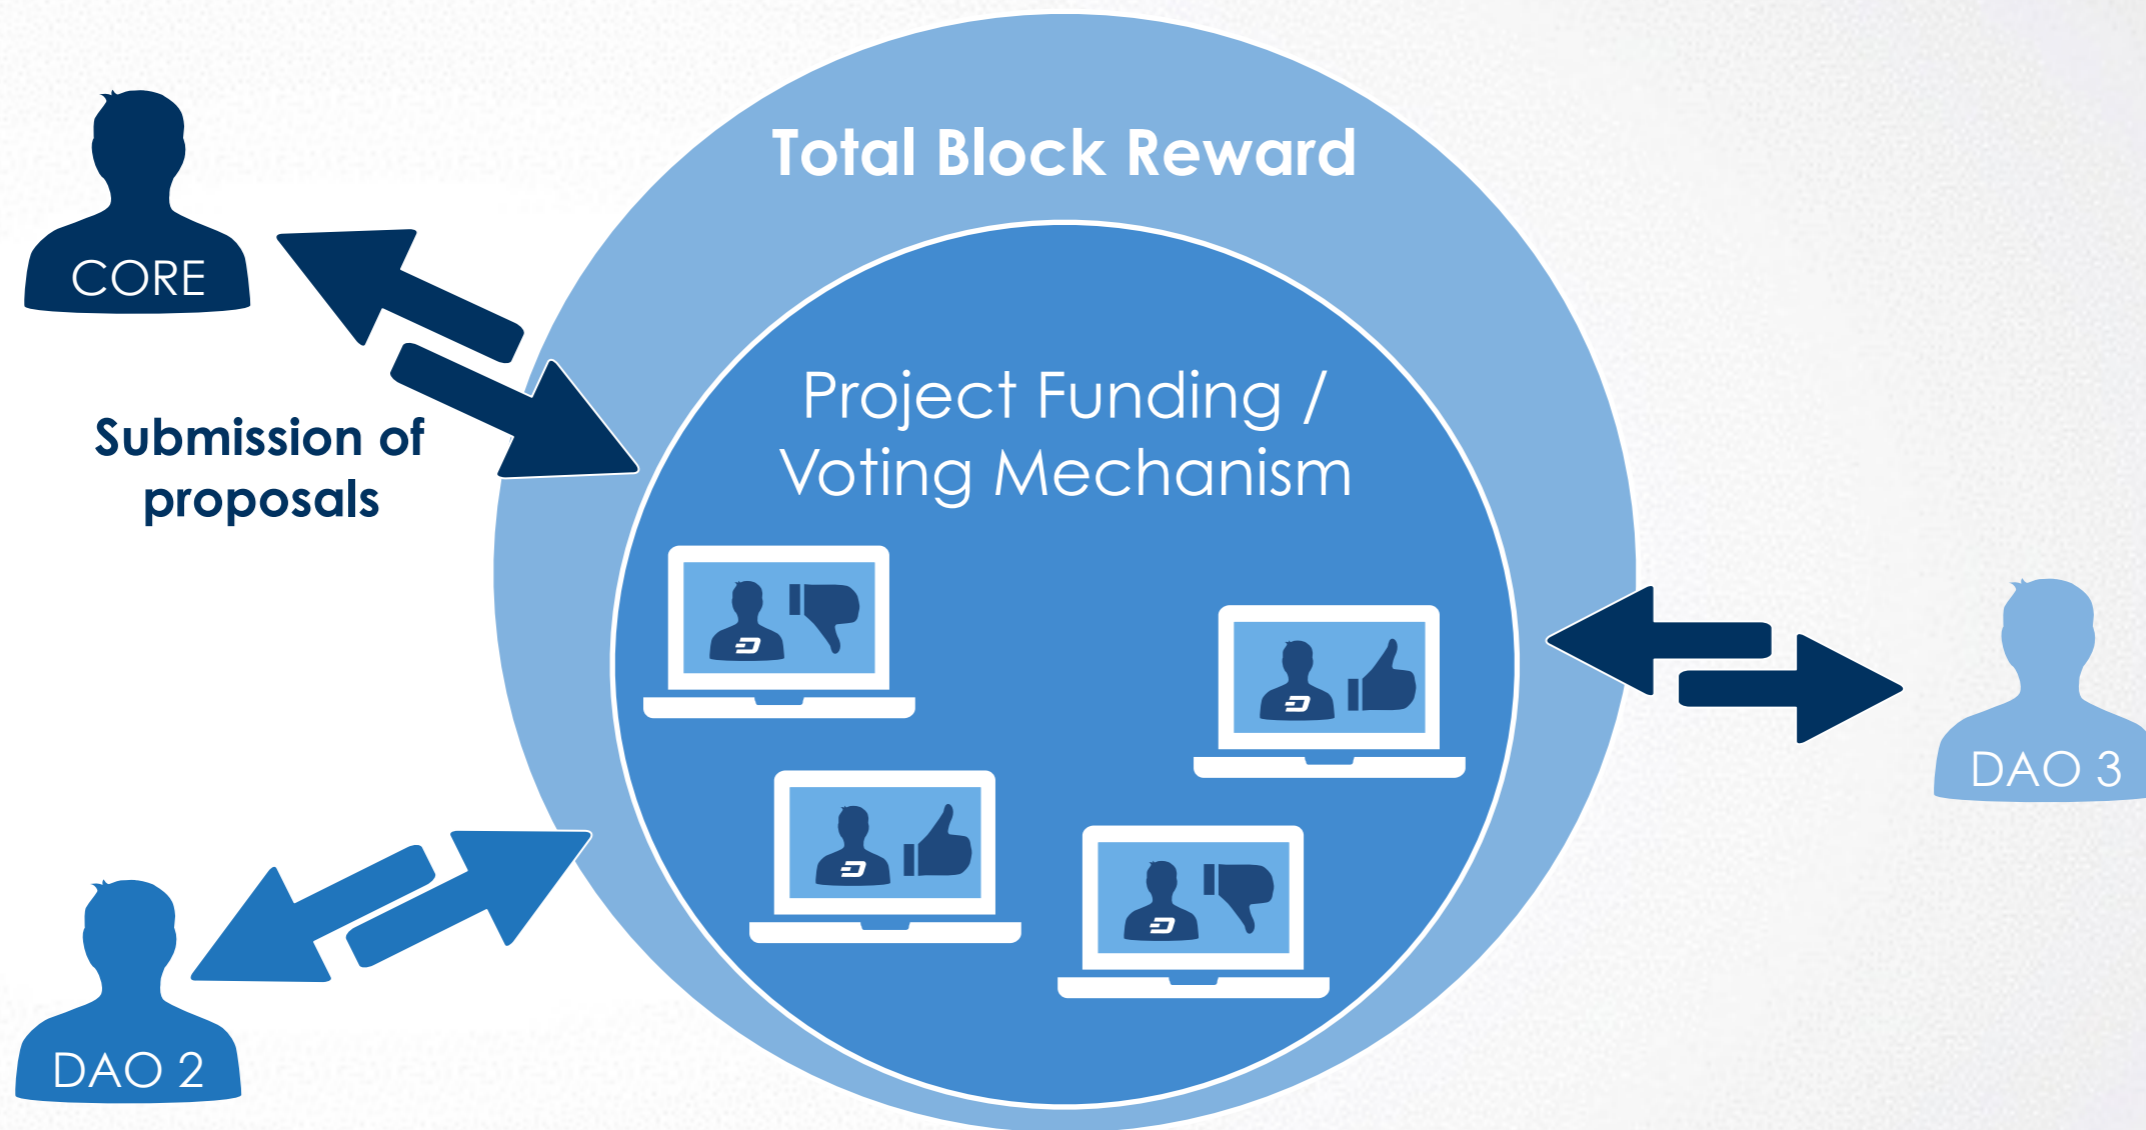 Total Block Reward
CORE
Project Funding /
Voting Mechanism
Submission of
proposals
DAO 3
DAO 2